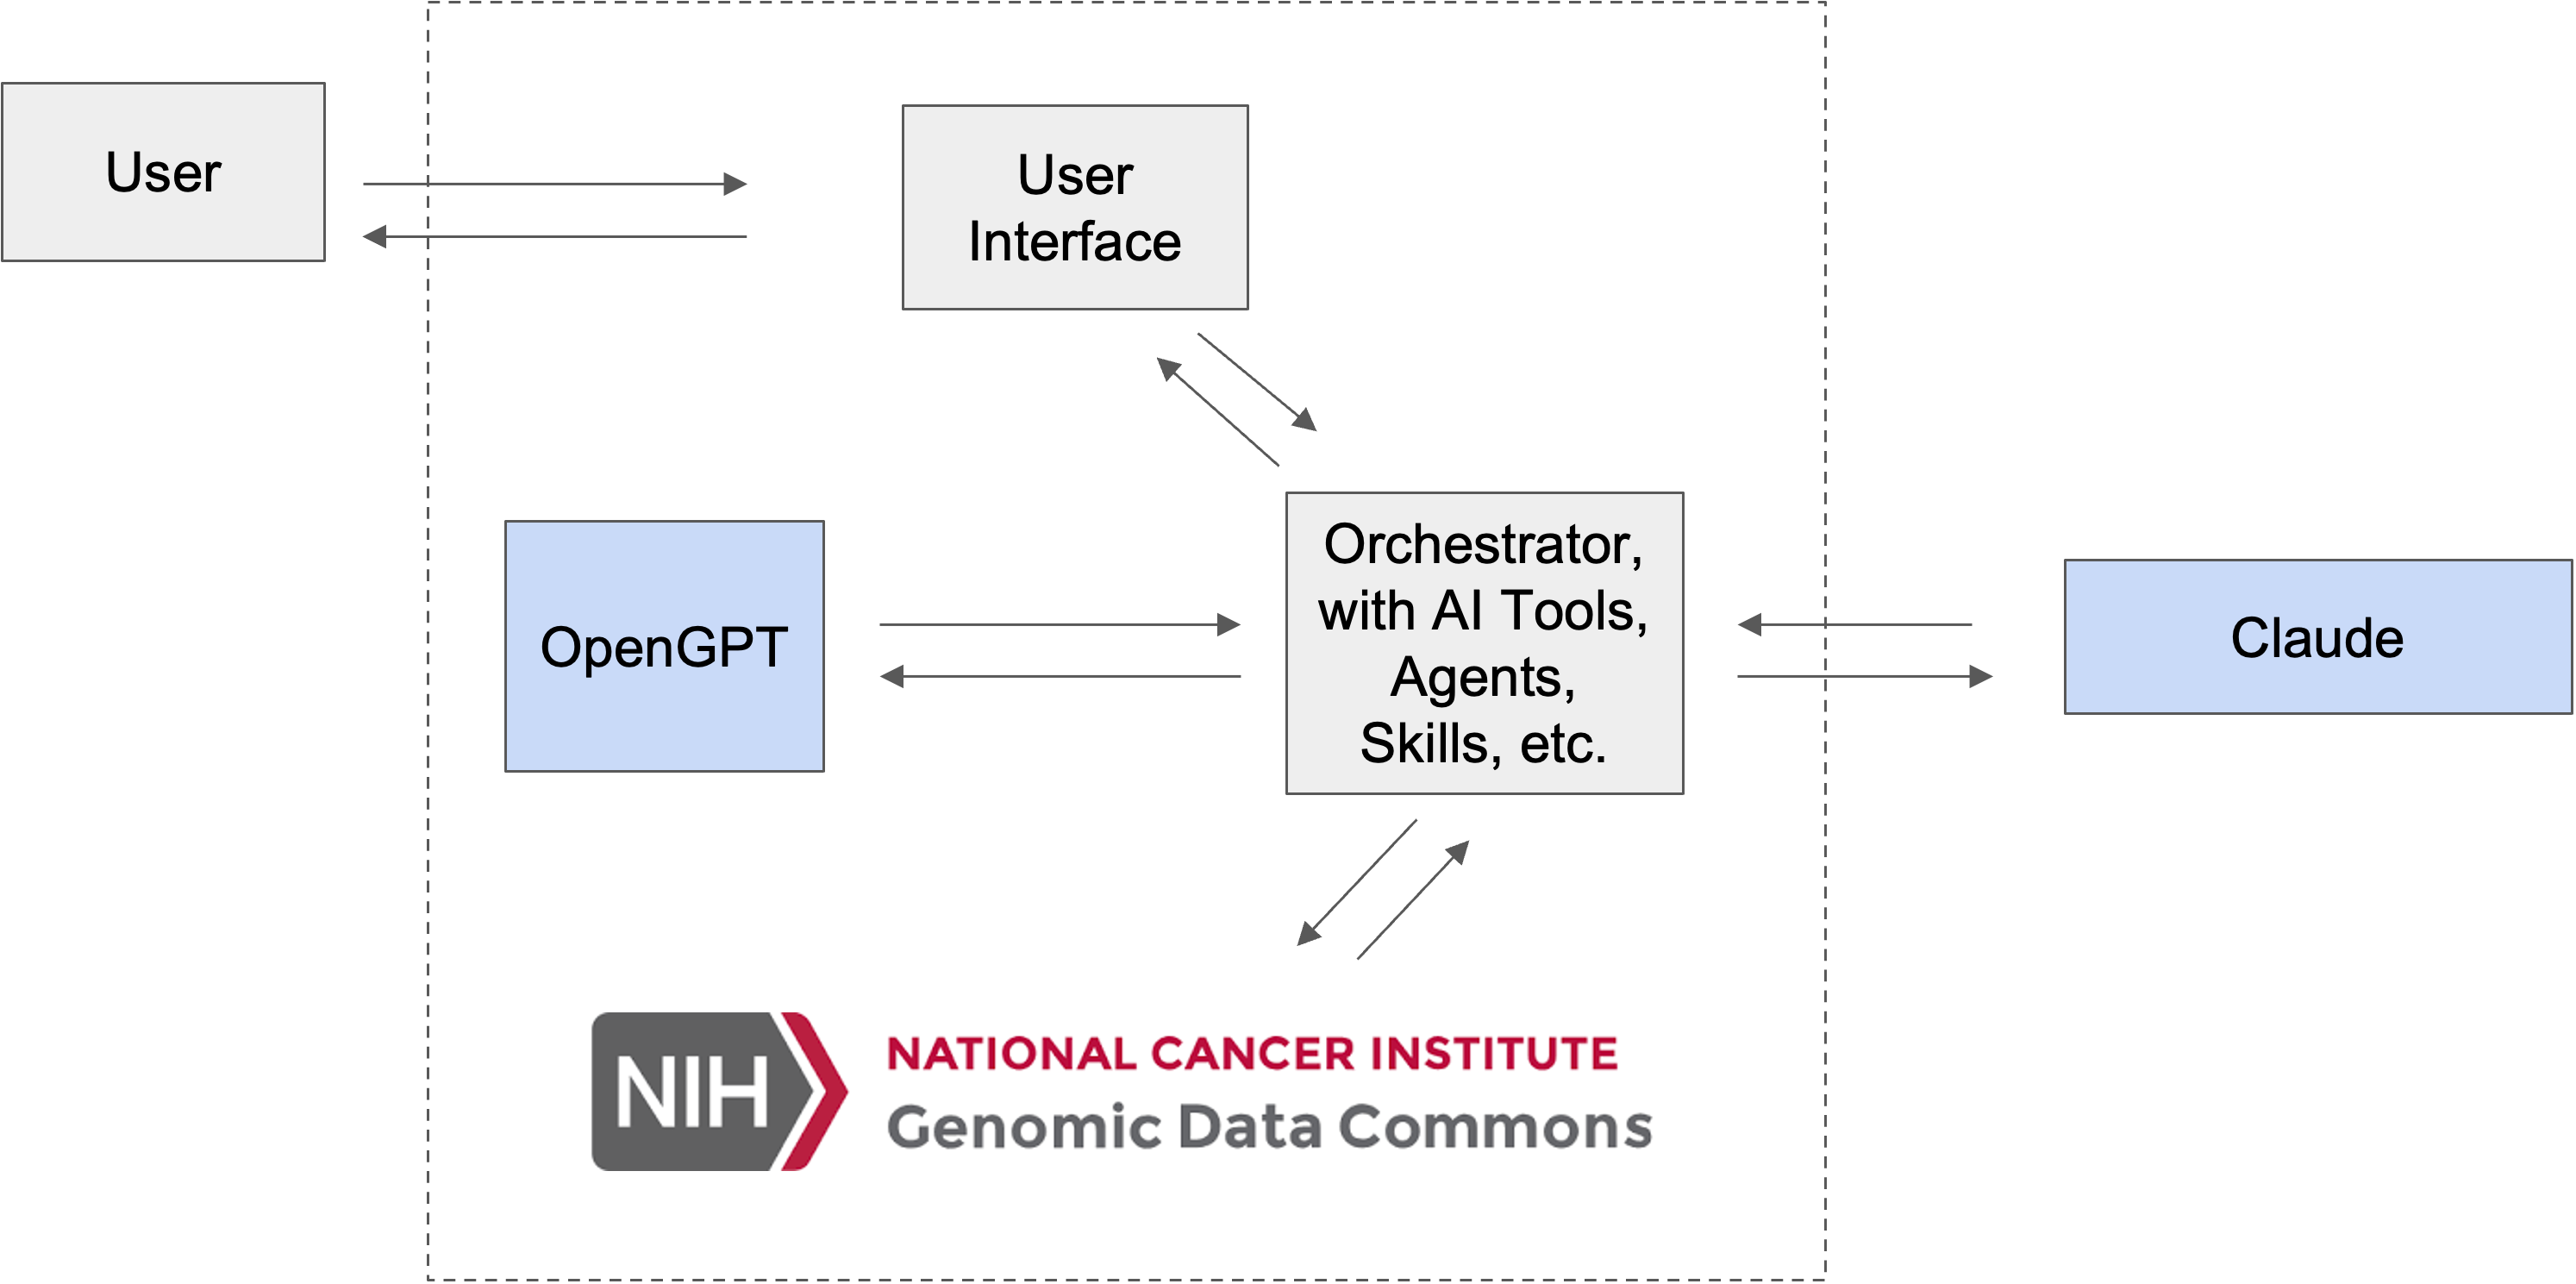 User
User
Interface
OpenGPT
Orchestrator,
with AI Tools,
Agents,
Skills, etc.
Claude
NIH
NATIONAL CANCER INSTITUTE
Genomic Data Commons